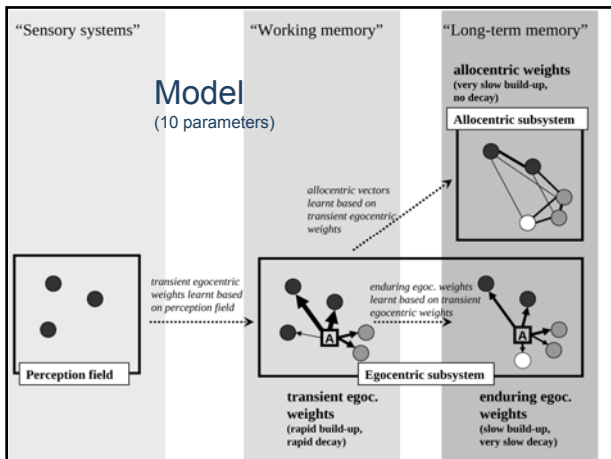 “Sensory systems”
“Working memory”
“Long-term memory”
Model
(10 parameters)
allocentric weights
(very slow build-up,
no decay)
Allocentric subsystem
allocentric vectors
learnt based on
transient egocentric
weights
transient egocentric
weights learnt based
on perception field
enduring egoc. weights
learnt based on transient
egocentric weights
A
A
Perception field
Egocentric subsystem
transient egoc.
weights
(rapid build-up,
rapid decay)
enduring egoc.
weights
(slow build-up,
very slow decay)